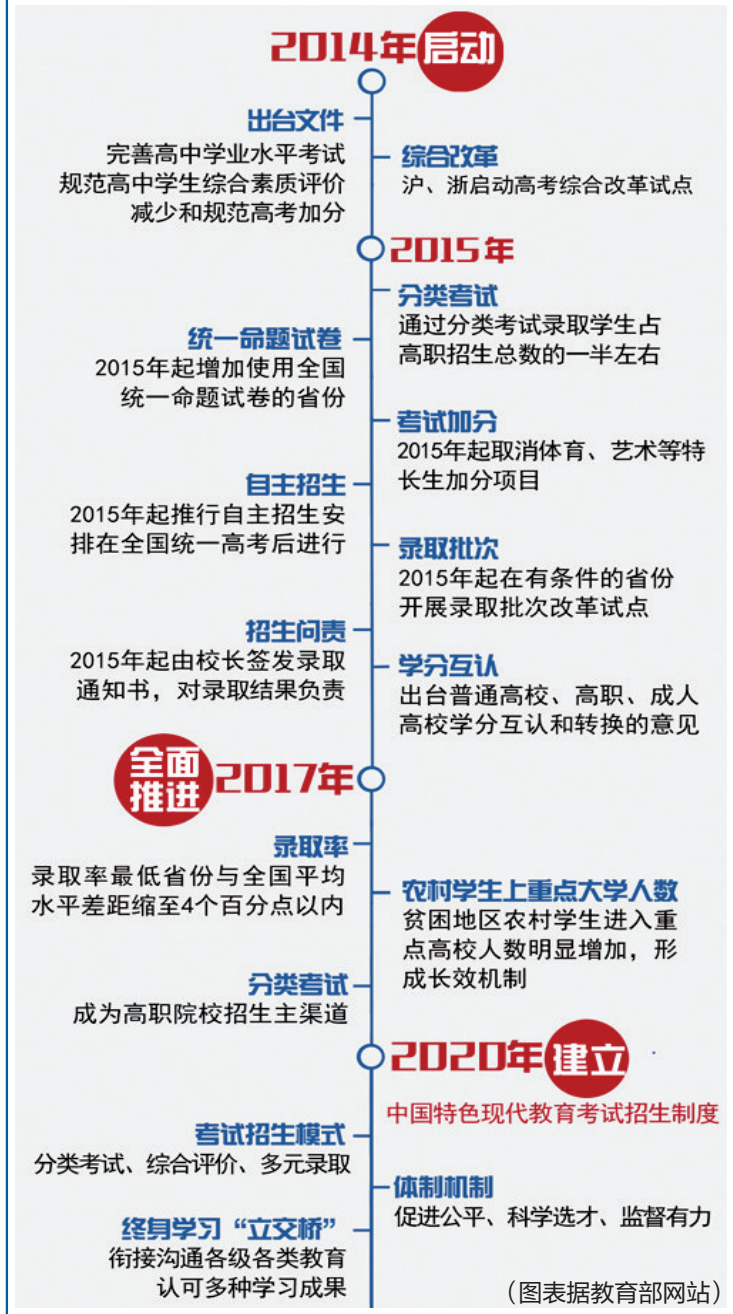 2014年启动
出台文件
完善高中学业水平考试
规范高中学生综合素质评价
减少和规范高考加分
综合改革
沪、浙启动高考综合改革试点
2015年
分类考试
通过分类考试录取学生占
高职招生总数的一半左右
统一命题试卷
2015年起增加使用全国
统一命题试卷的省份
考试加分
2015年起取消体育、艺术等特
长生加分项目
自主招生
2015年起推行自主招生安
排在全国统一高考后进行
录取批次
2015年起在有条件的省份
开展录取批次改革试点
招生问责
2015年起由校长签发录取
通知书，对录取结果负责
学分互认
出台普通高校、高职、成人
高校学分互认和转换的意见
全面
推进
2017年
录取率
录取率最低省份与全国平均
水平差距缩至4个百分点以内
农村学生上重点大学人数
贫困地区农村学生进入重
点高校人数明显增加，形
成长效机制
分类考试
成为高职院校招生主渠道
2020年建立
中国特色现代教育考试招生制度
考试招生模式
分类考试、综合评价、多元录取
体制机制
促进公平、科学选才、监督有力
终身学习“立交桥”
衔接沟通各级各类教育
认可多种学习成果
（图表据教育部网站）